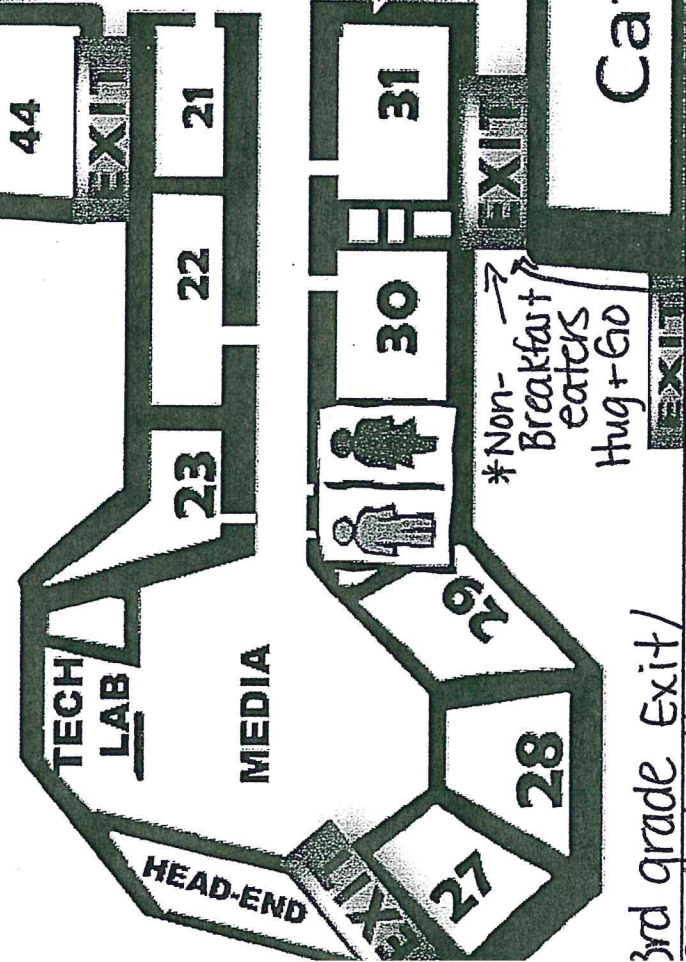 44
EXIT
21
31
EXIT
Ca
22
30
*Non-
Breakfast
eaters
Hug + Go
EXIT
23
29
TECH
LAB
MEDIA
28
HEAD-END
EXIT
27
3rd grade Exit/